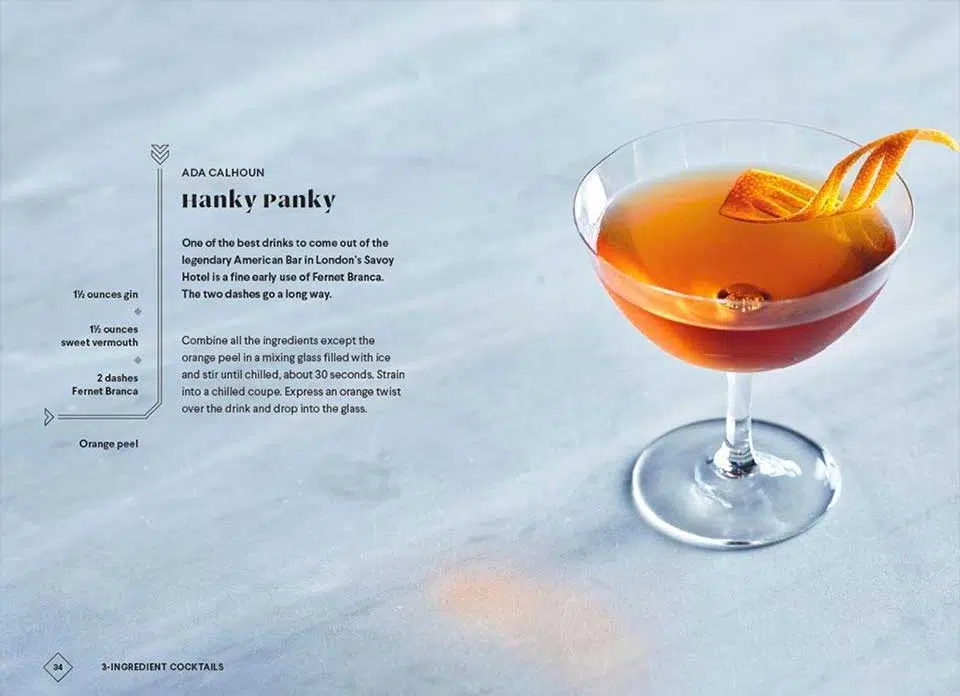 ADA CALHOUN
Hanky Panky
One of the best drinks to come out of the
legendary American Bar in London's Savoy
Hotel is a fine early use of Fernet Branca.
The two dashes go a long way.
1½ ounces gin
1½ ounces
sweet vermouth
2 dashes
Fernet Branca
Orange peel
Combine all the ingredients except the
orange peel in a mixing glass filled with ice
and stir until chilled, about 30 seconds. Strain
into a chilled coupe. Express an orange twist
over the drink and drop into the glass.
34
3-INGREDIENT COCKTAILS